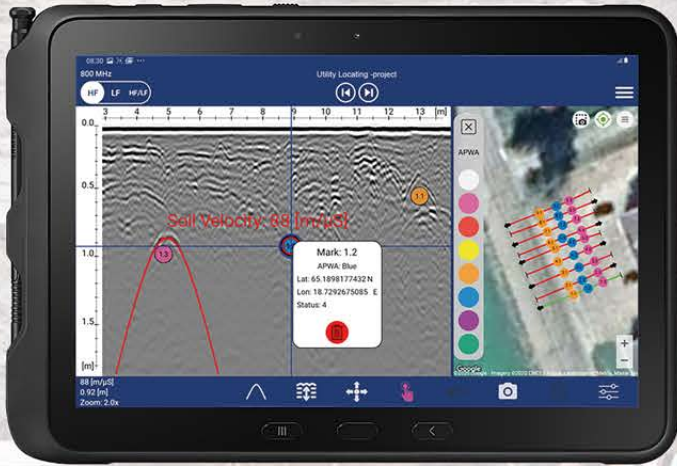 08:30
800 MHz
Utility Locating -project
HF LF HF/LF
3 4 5 6 7 8 9 10 11 12 13 [m]
0.0
0.5
1.0
1.5
[m]
Soil Velocity: 88 [m/µS]
1.1
1.3
Mark: 1.2
APWA: Blue
Lat: 65.1898177432 N
Lon: 18.7292675085 E
Status: 4
APWA
Google
88 [m/µS]
0.92 [m]
Zoom: 2.0x